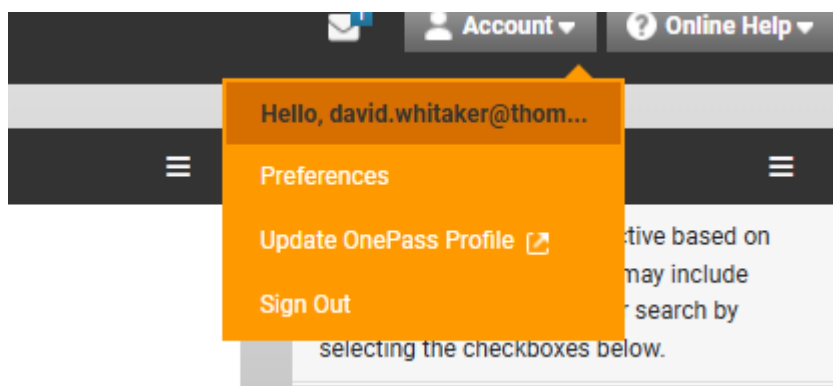 1
Account
Online Help
Hello, david.whitaker@thom...
Preferences
Update OnePass Profile
Sign Out
tive based on
may include
search by
selecting the checkboxes below.